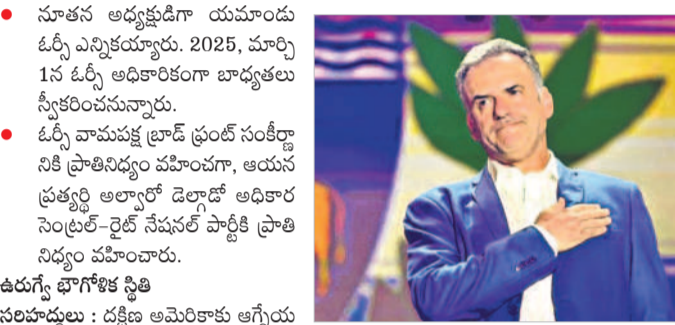 ● నూతన అధ్యక్షుడిగా యమాండు
ఓర్సీ ఎన్నికయ్యారు. 2025, మార్చి
1న ఓర్సీ అధికారికంగా బాధ్యతలు
స్వీకరించనున్నారు.
● ఓర్సీ వామపక్ష బ్రాడ్ ఫ్రంట్ సంకీర్ణా
నికి ప్రాతినిధ్యం వహించగా, ఆయన
ప్రత్యర్థి అల్వారో డెల్గాడో అధికార
సెంట్రల్-రైట్ నేషనల్ పార్టీకి ప్రాతి
నిధ్యం వహించారు.
ఉరుగ్వే భౌగోళిక స్థితి
సరిహద్దులు : దక్షిణ అమెరికాకు ఆగ్నేయ